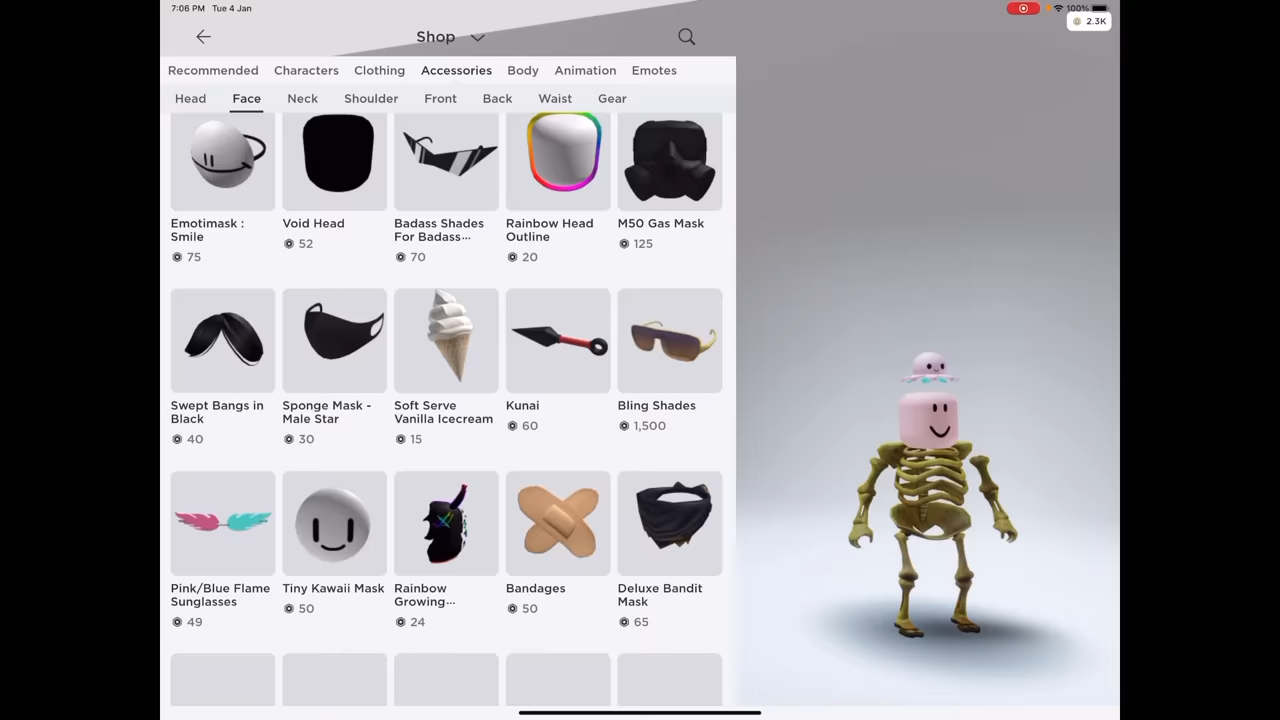 7:06 PM Tue 4 Jan
100%
2.3K
Shop
Recommended Characters Clothing Accessories Body Animation Emotes
Head Face Neck Shoulder Front Back Waist Gear
Emotimask :
Smile
75
Void Head
52
Badass Shades
For Badass...
70
Rainbow Head
Outline
20
M50 Gas Mask
125
Swept Bangs in
Black
40
Sponge Mask -
Male Star
30
Soft Serve
Vanilla Icecream
15
Kunai
60
Bling Shades
1,500
Pink/Blue Flame
Sunglasses
49
Tiny Kawaii Mask
50
Rainbow
Growing...
24
Bandages
50
Deluxe Bandit
Mask
65